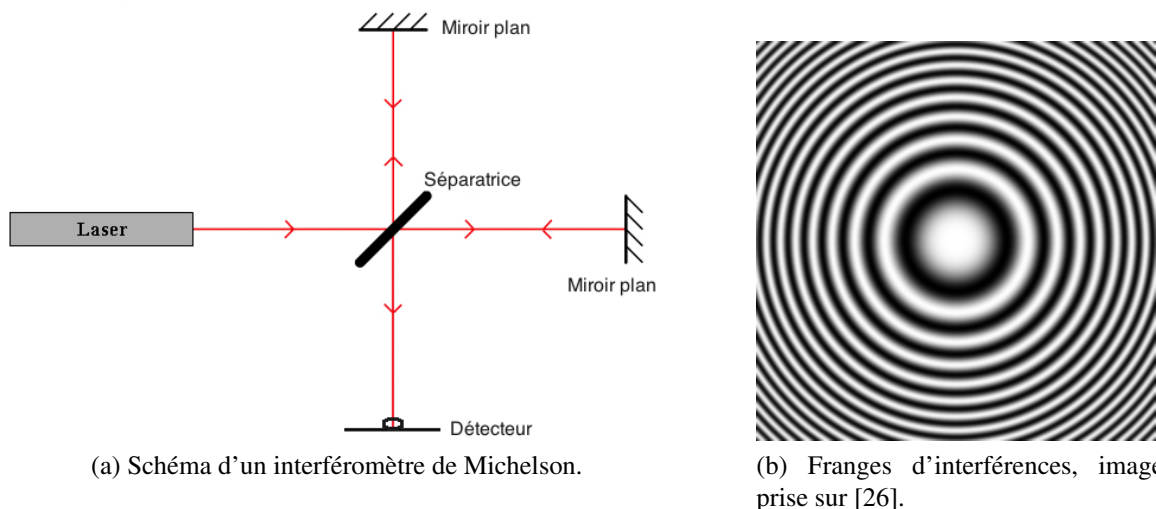 Miroir plan
Séparatrice
Laser
Miroir plan
Détecteur
(a) Schéma d'un interféromètre de Michelson.
(b) Franges d'interférences, image
prise sur [26].